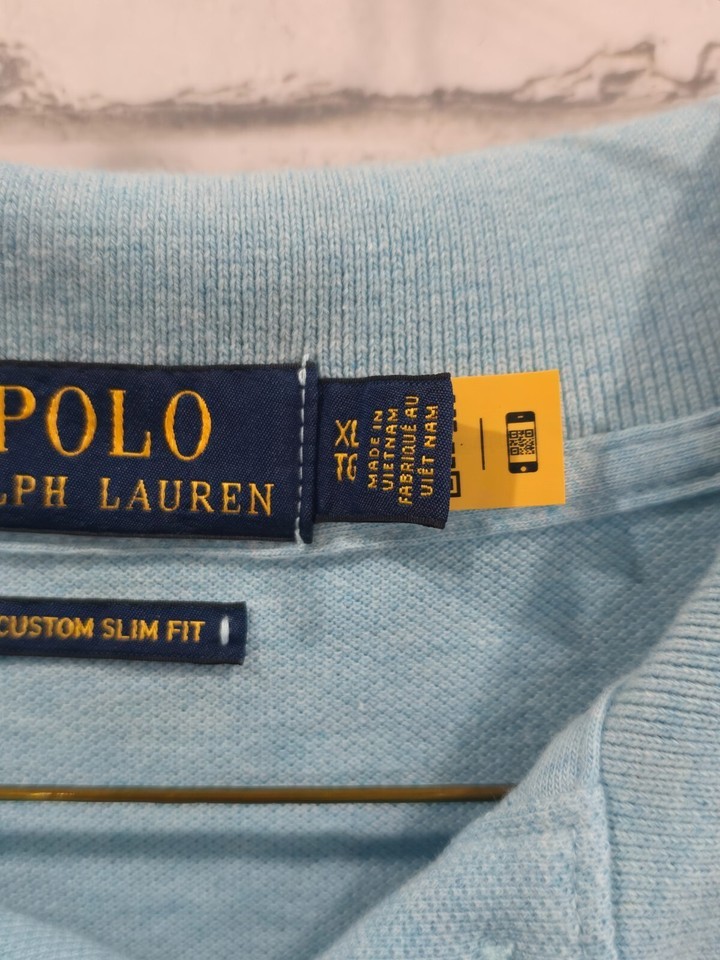 POLO
LPH LAUREN
XL
TG
MADE IN
VIETNAM
FABRIQUÉ AU
VIÊT NAM
CUSTOM SLIM FIT